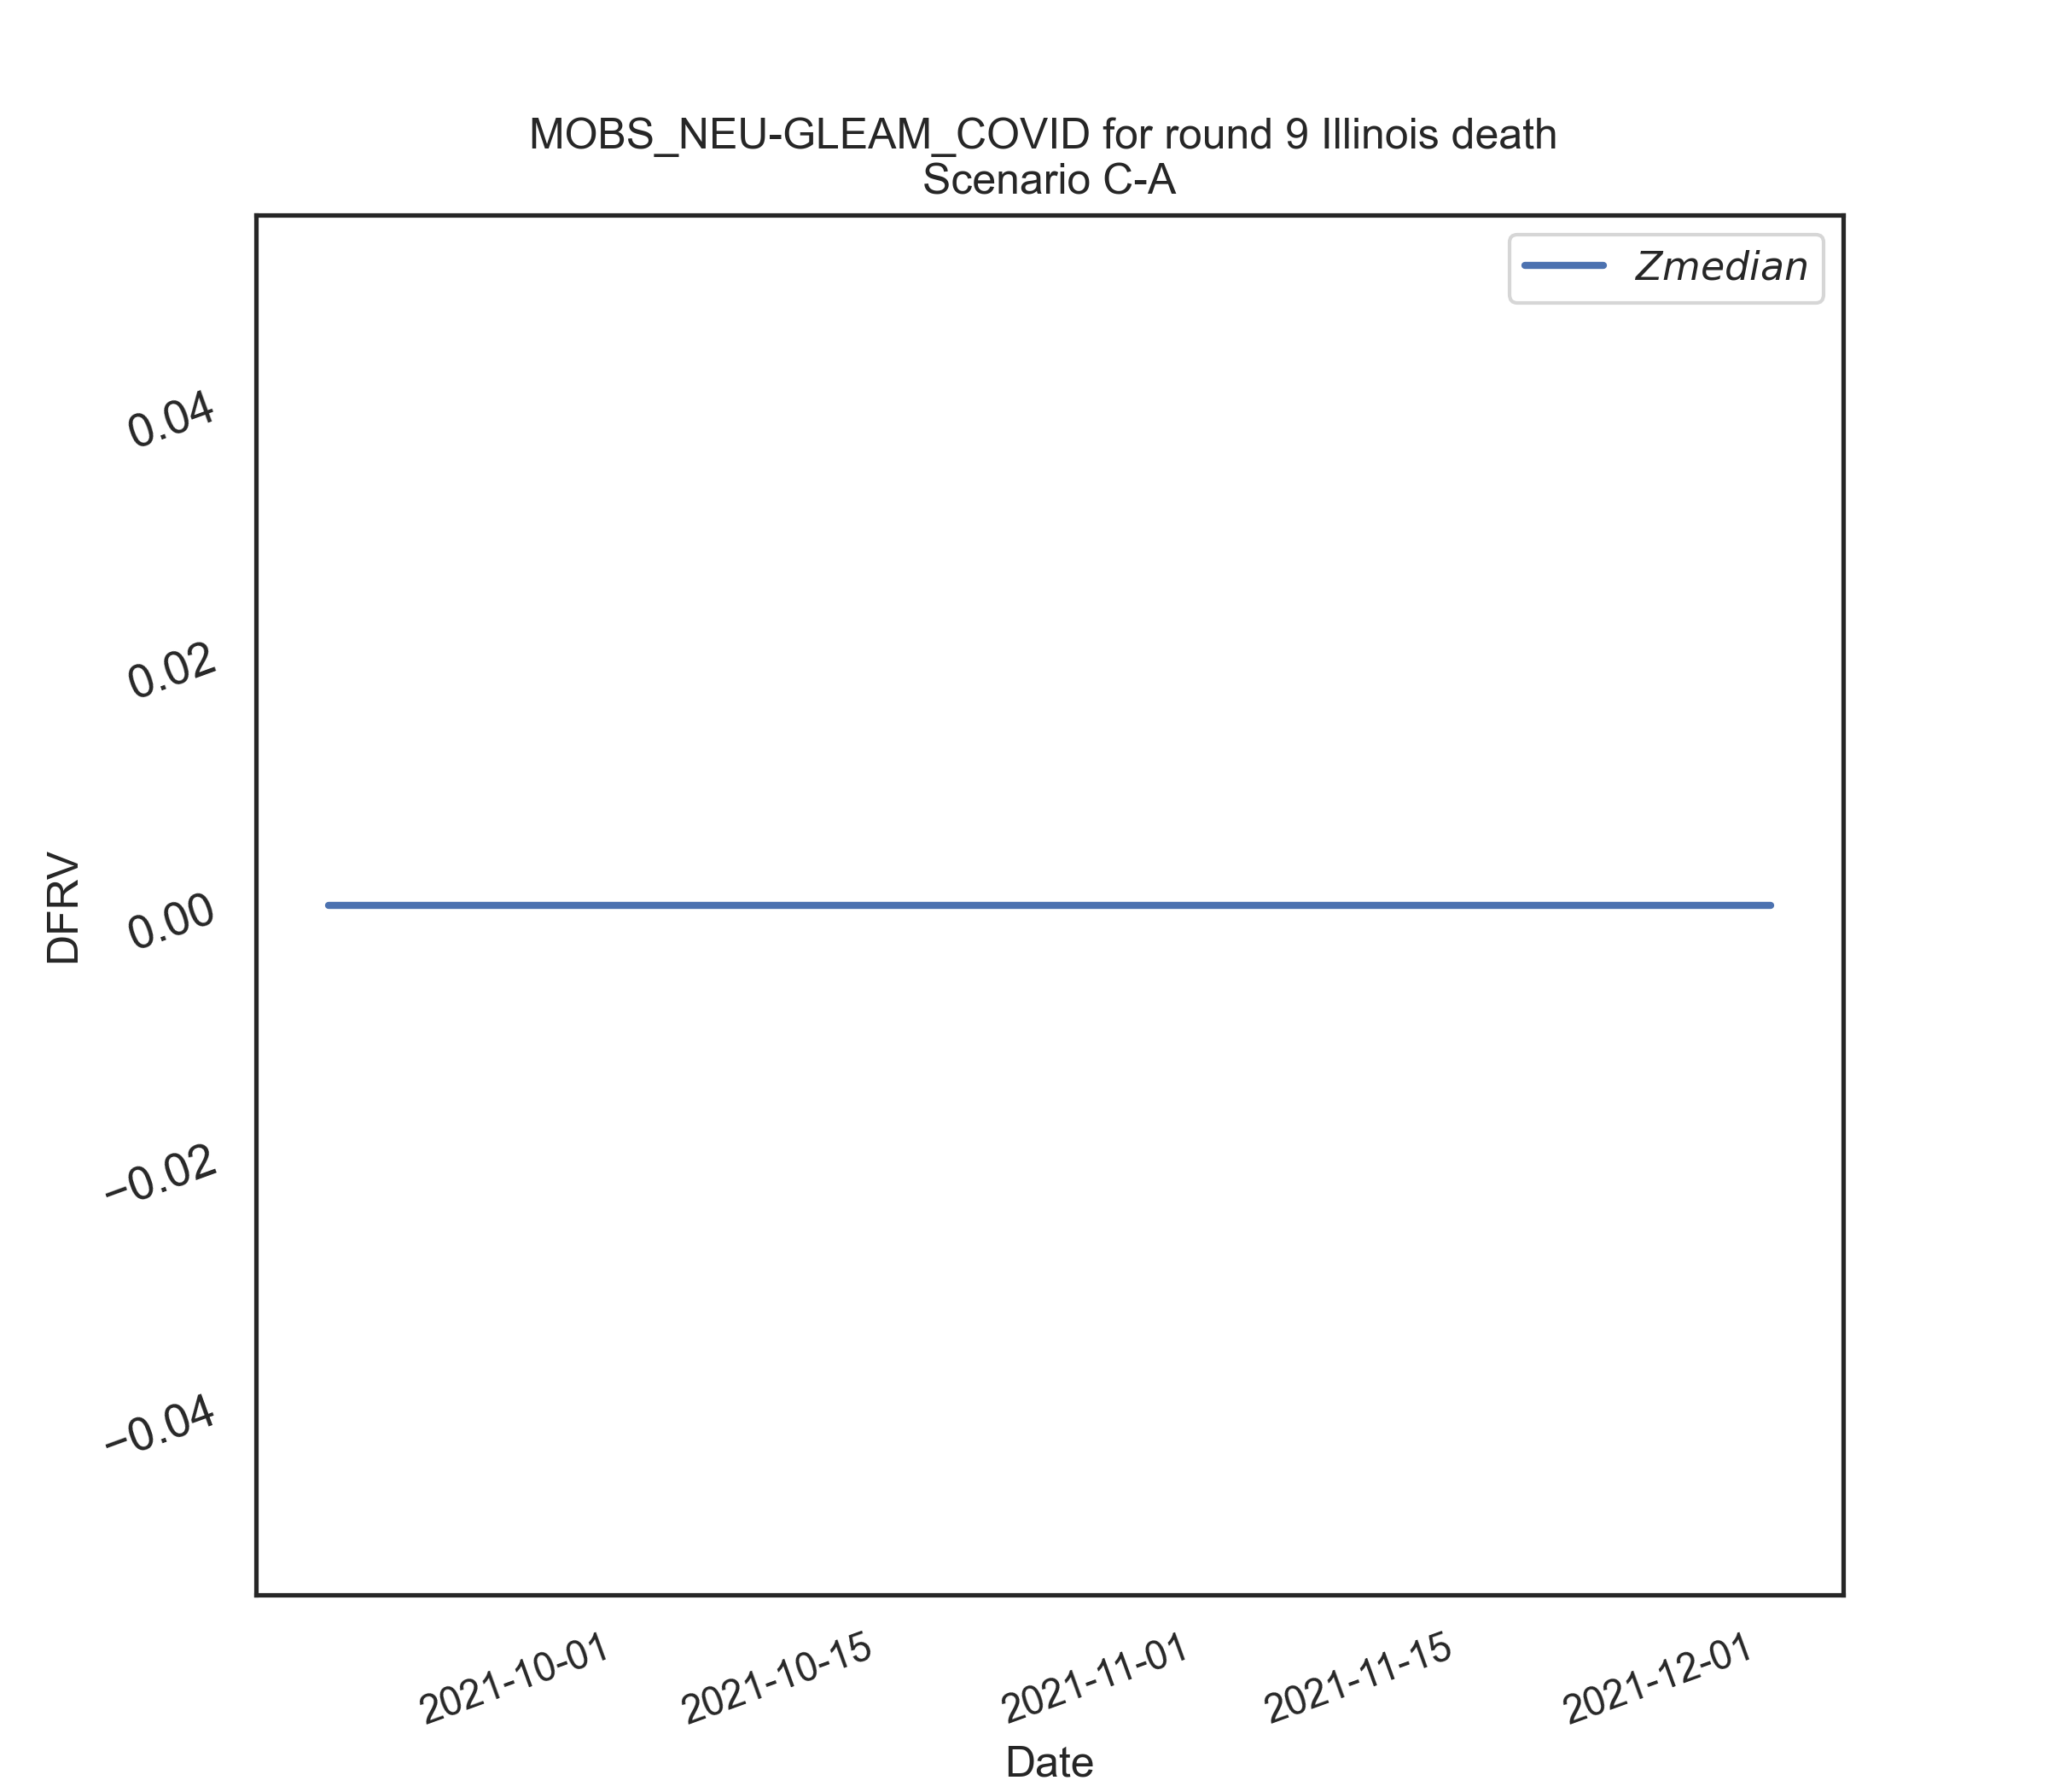 MOBS_NEU-GLEAM_COVID for round 9 Illinois death
Scenario C-A
Zmedian
0.04
0.02
0.00
−0.02
−0.04
DFRV
2021-10-01
2021-10-15
2021-11-01
2021-11-15
2021-12-01
Date